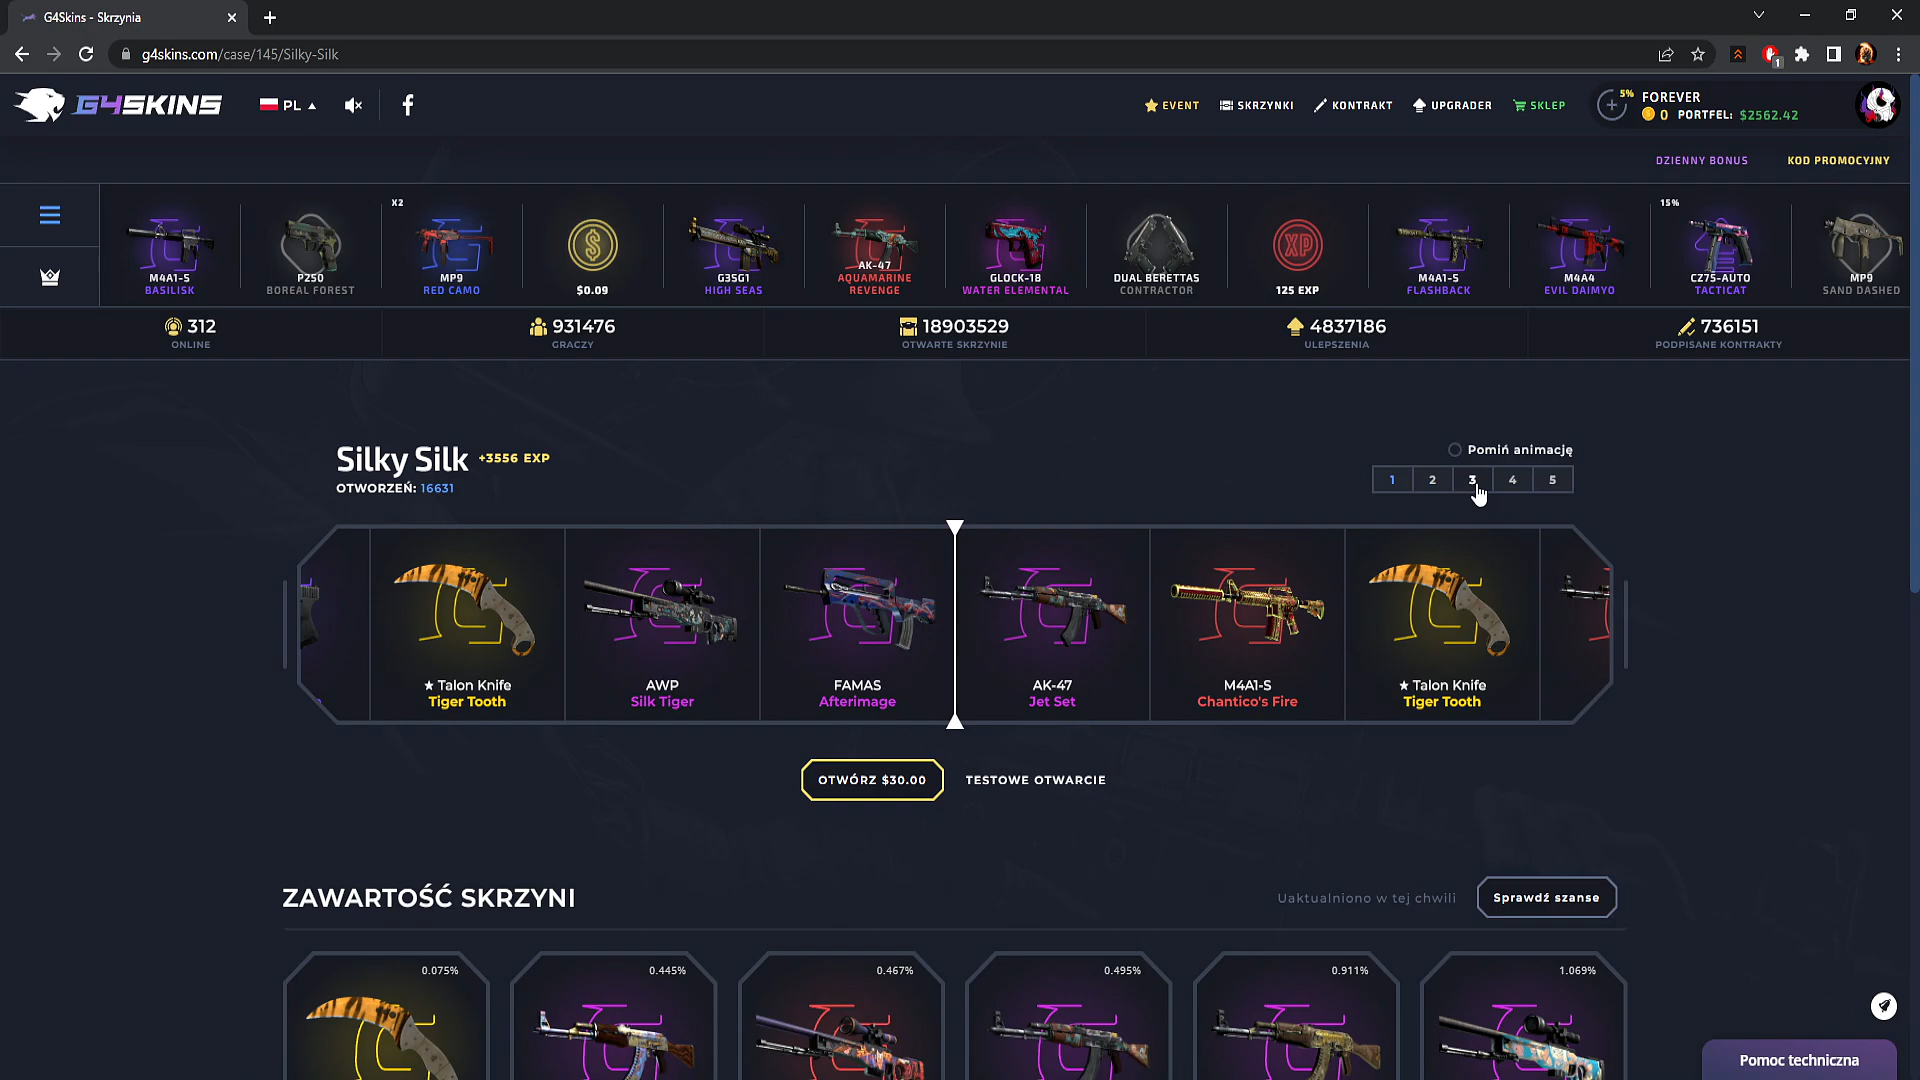 G4Skins - Skrzynia
g4skins.com/case/145/Silky-Silk
1
G4SKINS
PL
EVENT
SKRZYNKI
KONTRAKT
UPGRADER
SKLEP
5%
FOREVER
0 PORTFEL: $2562.42
DZIENNY BONUS
KOD PROMOCYJNY
M4A1-S
BASILISK
P250
BOREAL FOREST
X2
MP9
RED CAMO
$0.09
G3SG1
HIGH SEAS
AK-47
AQUAMARINE
REVENGE
GLOCK-18
WATER ELEMENTAL
DUAL BERETTAS
CONTRACTOR
XP
125 EXP
M4A1-S
FLASHBACK
M4A4
EVIL DAIMYO
15%
CZ75-AUTO
TACTICAT
MP9
SAND DASHED
312
ONLINE
931476
GRACZY
18903529
OTWARTE SKRZYNIE
4837186
ULEPSZENIA
736151
PODPISANE KONTRAKTY
Silky Silk +3556 EXP
OTWORZEŃ: 16631
Pomiń animację
1 2 3 4 5
★ Talon Knife
Tiger Tooth
AWP
Silk Tiger
FAMAS
Afterimage
AK-47
Jet Set
M4A1-S
Chantico's Fire
★ Talon Knife
Tiger Tooth
OTWÓRZ $30.00
TESTOWE OTWARCIE
ZAWARTOŚĆ SKRZYNI
Uaktualniono w tej chwili
Sprawdź szanse
0.075%
0.445%
0.467%
0.495%
0.911%
1.069%
Pomoc techniczna